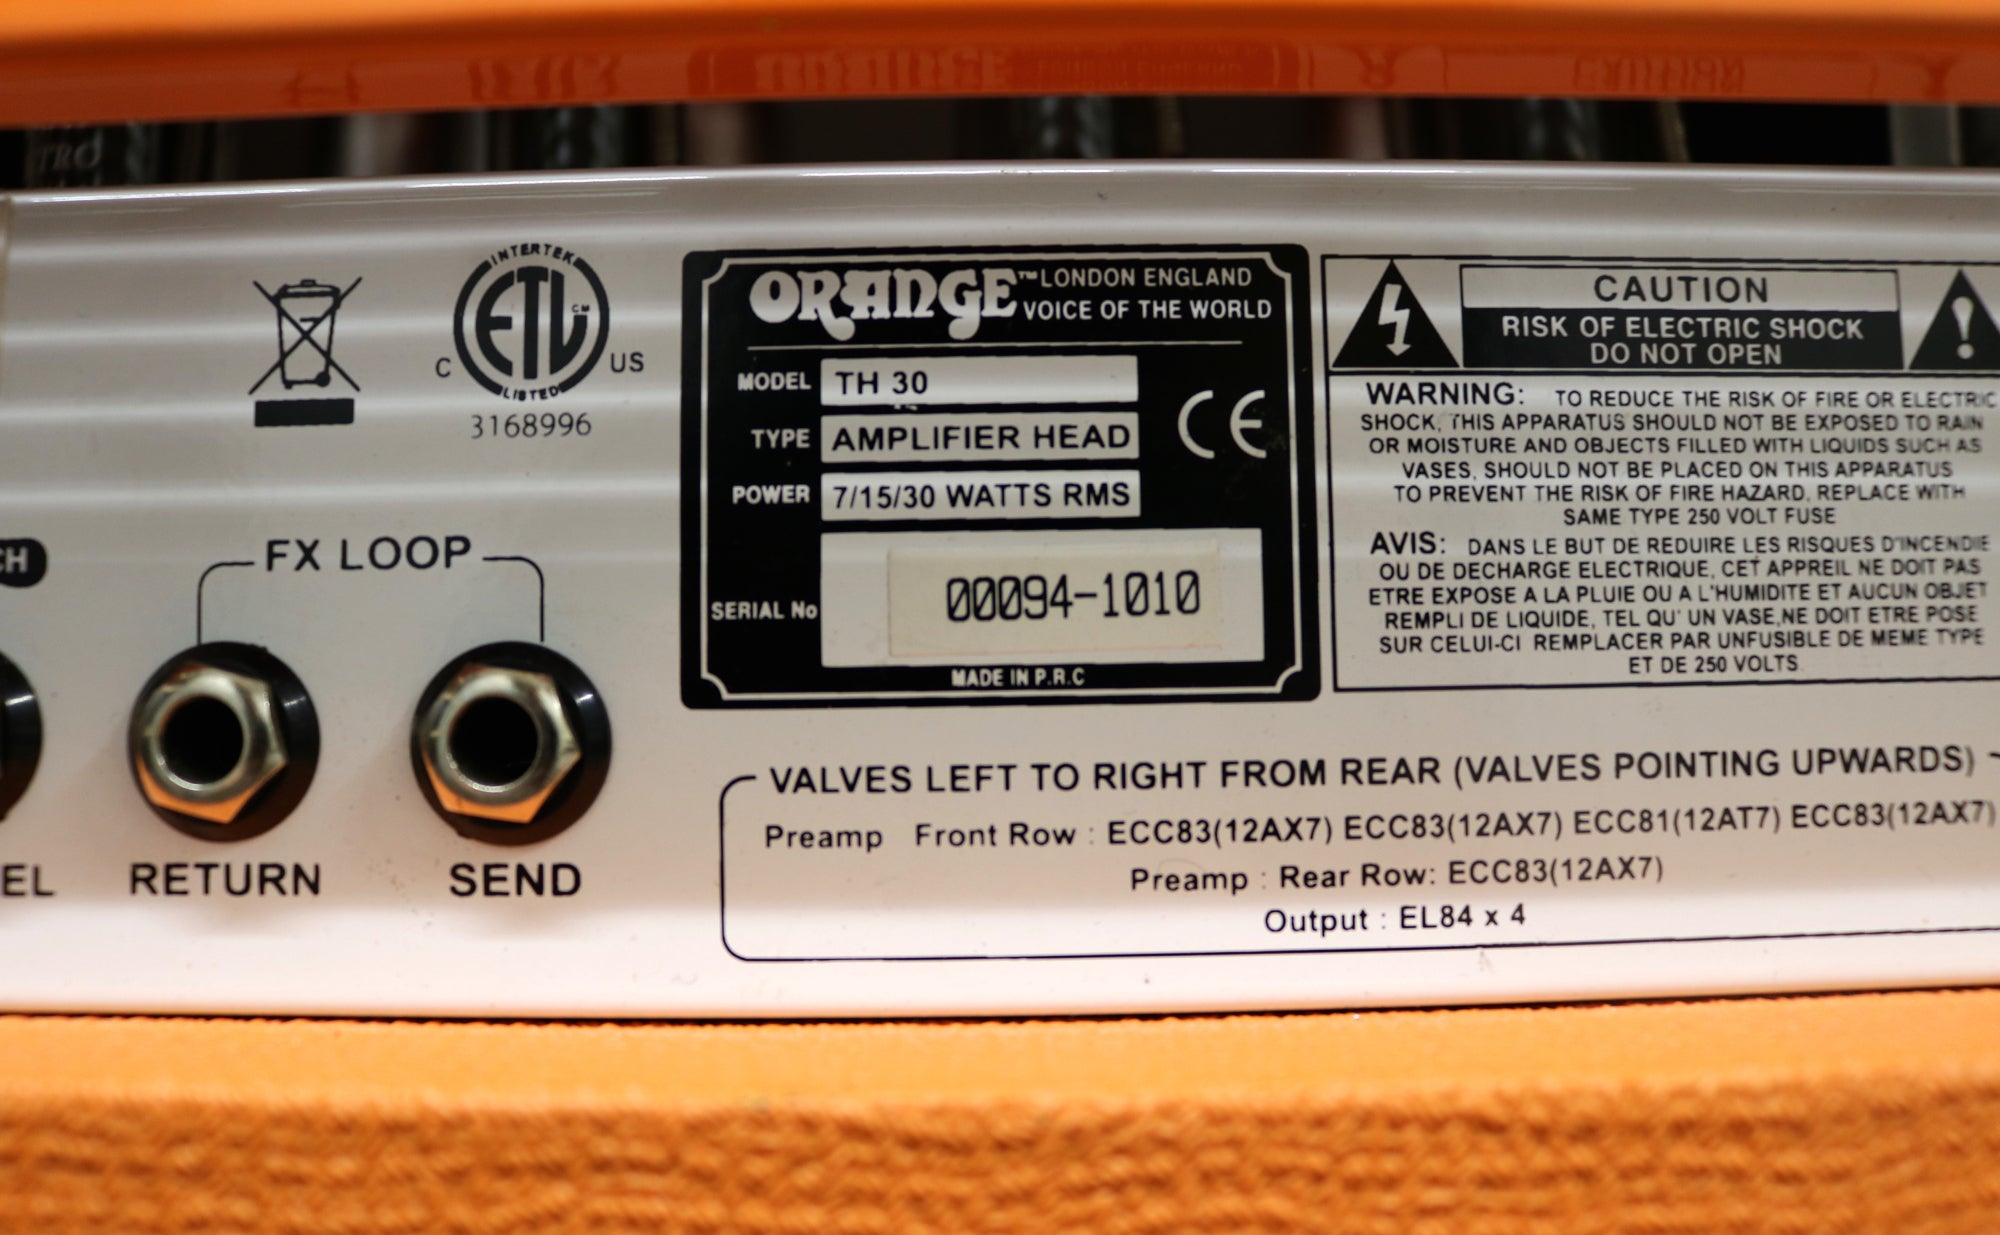 INTERTEK
ETL CM
C US
LISTED
3168996
ORANGE™ LONDON ENGLAND
VOICE OF THE WORLD
MODEL TH 30
TYPE AMPLIFIER HEAD
POWER 7/15/30 WATTS RMS
CE
SERIAL No 00094-1010
MADE IN P.R.C
CAUTION
RISK OF ELECTRIC SHOCK
DO NOT OPEN
WARNING: TO REDUCE THE RISK OF FIRE OR ELECTRIC
SHOCK, THIS APPARATUS SHOULD NOT BE EXPOSED TO RAIN
OR MOISTURE AND OBJECTS FILLED WITH LIQUIDS SUCH AS
VASES, SHOULD NOT BE PLACED ON THIS APPARATUS
TO PREVENT THE RISK OF FIRE HAZARD, REPLACE WITH
SAME TYPE 250 VOLT FUSE
AVIS: DANS LE BUT DE REDUIRE LES RISQUES D'INCENDIE
OU DE DECHARGE ELECTRIQUE, CET APPREIL NE DOIT PAS
ETRE EXPOSE A LA PLUIE OU A L'HUMIDITE ET AUCUN OBJET
REMPLI DE LIQUIDE, TEL QU' UN VASE,NE DOIT ETRE POSE
SUR CELUI-CI REMPLACER PAR UNFUSIBLE DE MEME TYPE
ET DE 250 VOLTS
CH
FX LOOP
EL
RETURN
SEND
VALVES LEFT TO RIGHT FROM REAR (VALVES POINTING UPWARDS)
Preamp Front Row : ECC83(12AX7) ECC83(12AX7) ECC81(12AT7) ECC83(12AX7)
Preamp : Rear Row: ECC83(12AX7)
Output : EL84 x 4